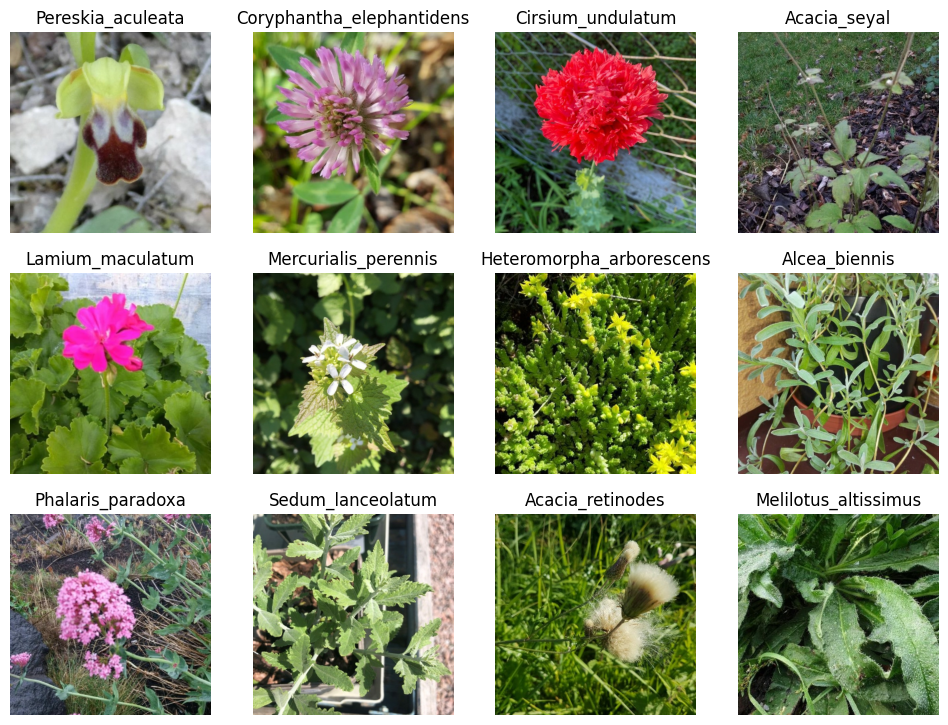 Pereskia_aculeata
Coryphantha_elephantidens
Cirsium_undulatum
Acacia_seyal
Lamium_maculatum
Mercurialis_perennis
Heteromorpha_arborescens
Alcea_biennis
Phalaris_paradoxa
Sedum_lanceolatum
Acacia_retinodes
Melilotus_altissimus